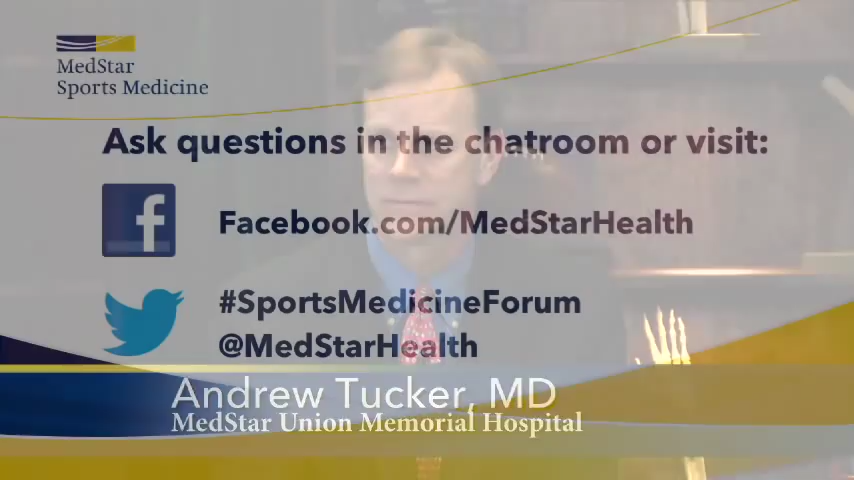 MedStar
Sports Medicine
Ask questions in the chatroom or visit:
f
Facebook.com/MedStarHealth
#SportsMedicineForum
@MedStarHealth
Andrew Tucker, MD
MedStar Union Memorial Hospital